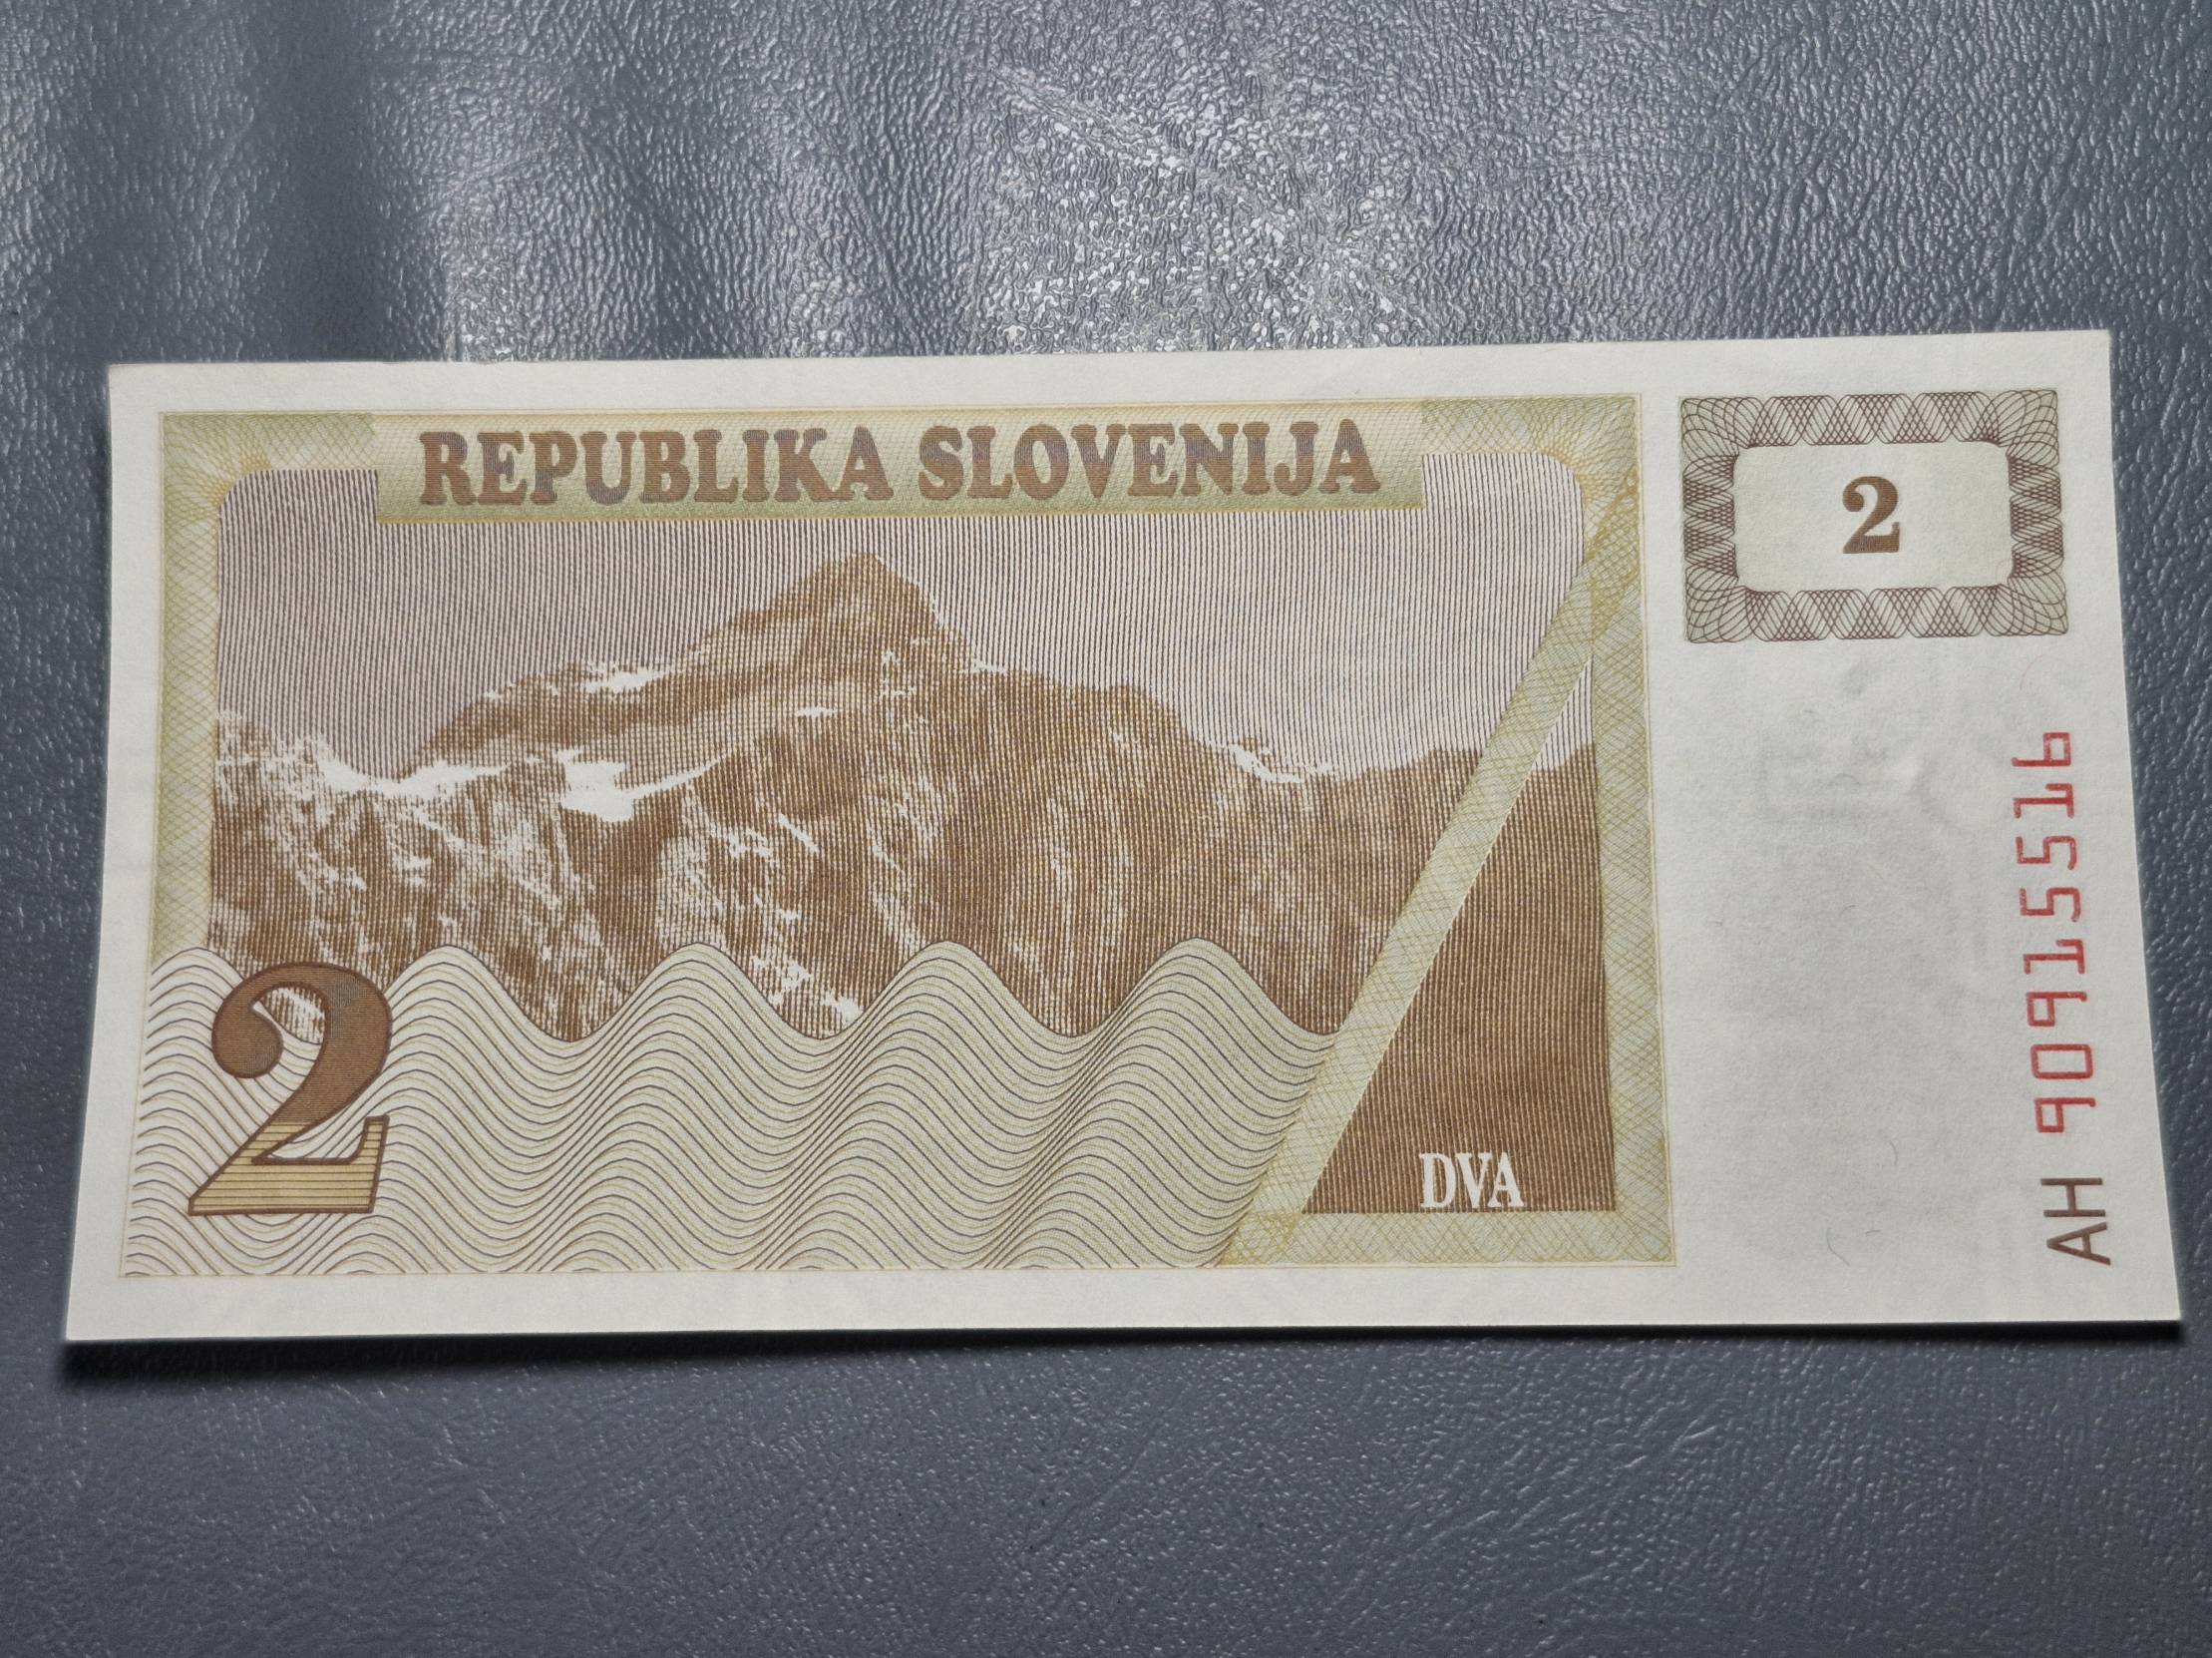 REPUBLIKA SLOVENIJA
2
2
DVA
AH 90915516